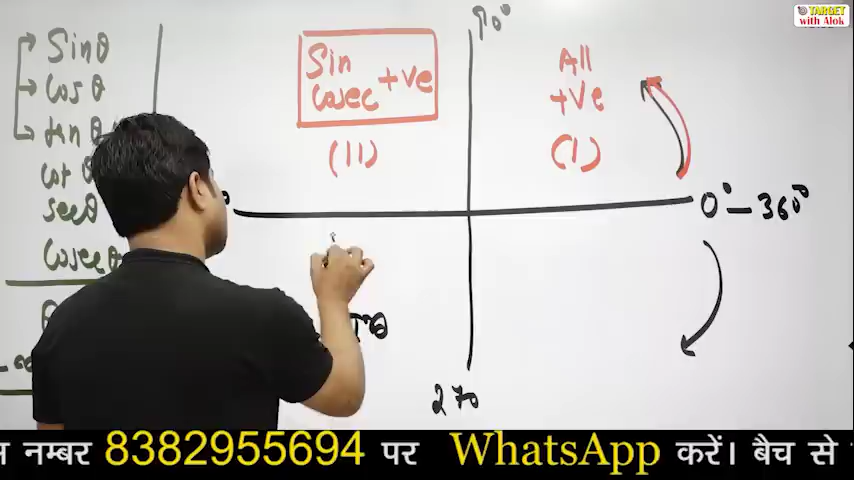 TARGET
with Alok
Sinθ
Cosθ
tanθ
cot θ
secθ
Cosecθ
90°
Sin
Cosec +ve
(II)
All
+ve
(I)
0° - 360°
270
नम्बर 8382955694 पर WhatsApp करें। बैच से